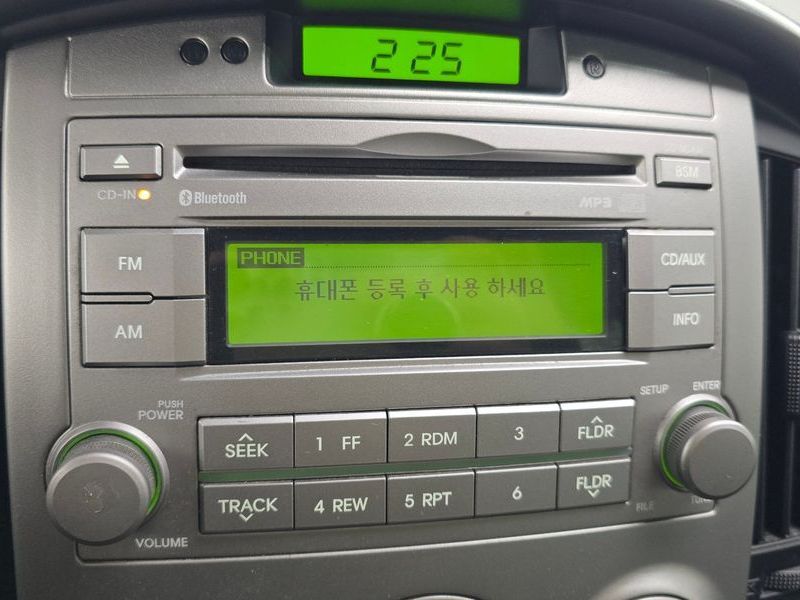 2 25
CD-IN
Bluetooth
MP3
BSM
FM
AM
PHONE
휴대폰 등록 후 사용 하세요
CD/AUX
INFO
PUSH
POWER
VOLUME
SEEK
1 FF
2 RDM
3
FLDR
TRACK
4 REW
5 RPT
6
FLDR
SETUP
ENTER
FILE